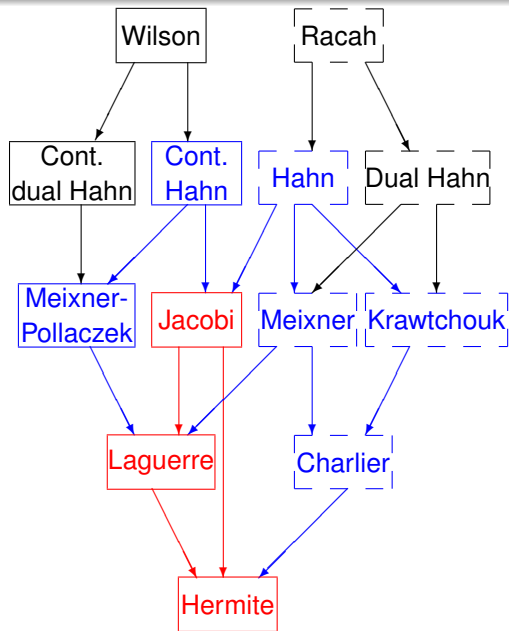 Wilson
Racah
Cont.
dual Hahn
Cont.
Hahn
Hahn
Dual Hahn
Meixner-
Pollaczek
Jacobi
Meixner
Krawtchouk
Laguerre
Charlier
Hermite